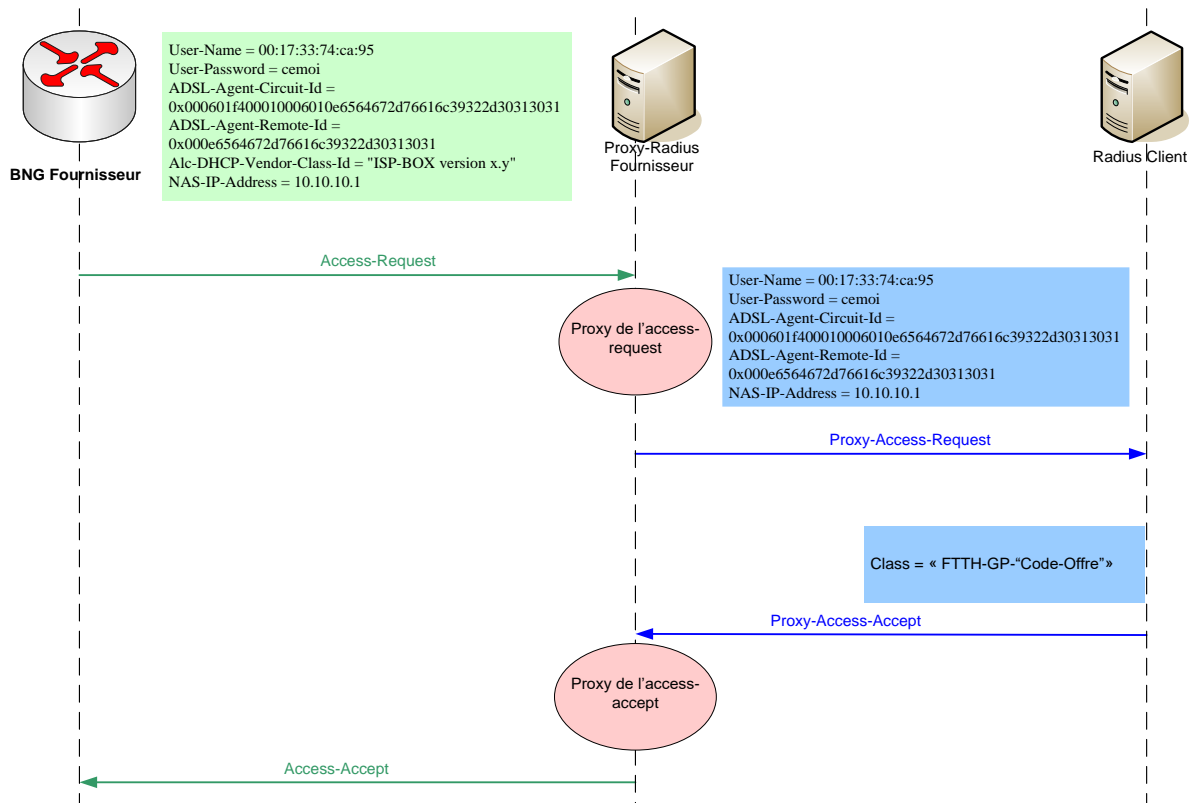 User-Name = 00:17:33:74:ca:95
User-Password = cemoi
ADSL-Agent-Circuit-Id =
0x000601f400010006010e6564672d76616c39322d30313031
ADSL-Agent-Remote-Id =
0x000e6564672d76616c39322d30313031
Alc-DHCP-Vendor-Class-Id = "ISP-BOX version x.y"
NAS-IP-Address = 10.10.10.1
BNG Fournisseur
Proxy-Radius
Fournisseur
Radius Client
Access-Request
User-Name = 00:17:33:74:ca:95
User-Password = cemoi
ADSL-Agent-Circuit-Id =
0x000601f400010006010e6564672d76616c39322d30313031
ADSL-Agent-Remote-Id =
0x000e6564672d76616c39322d30313031
NAS-IP-Address = 10.10.10.1
Proxy de l’access-
request
Proxy-Access-Request
Class = « FTTH-GP-“Code-Offre”»
Proxy-Access-Accept
Proxy de l’access-
accept
Access-Accept